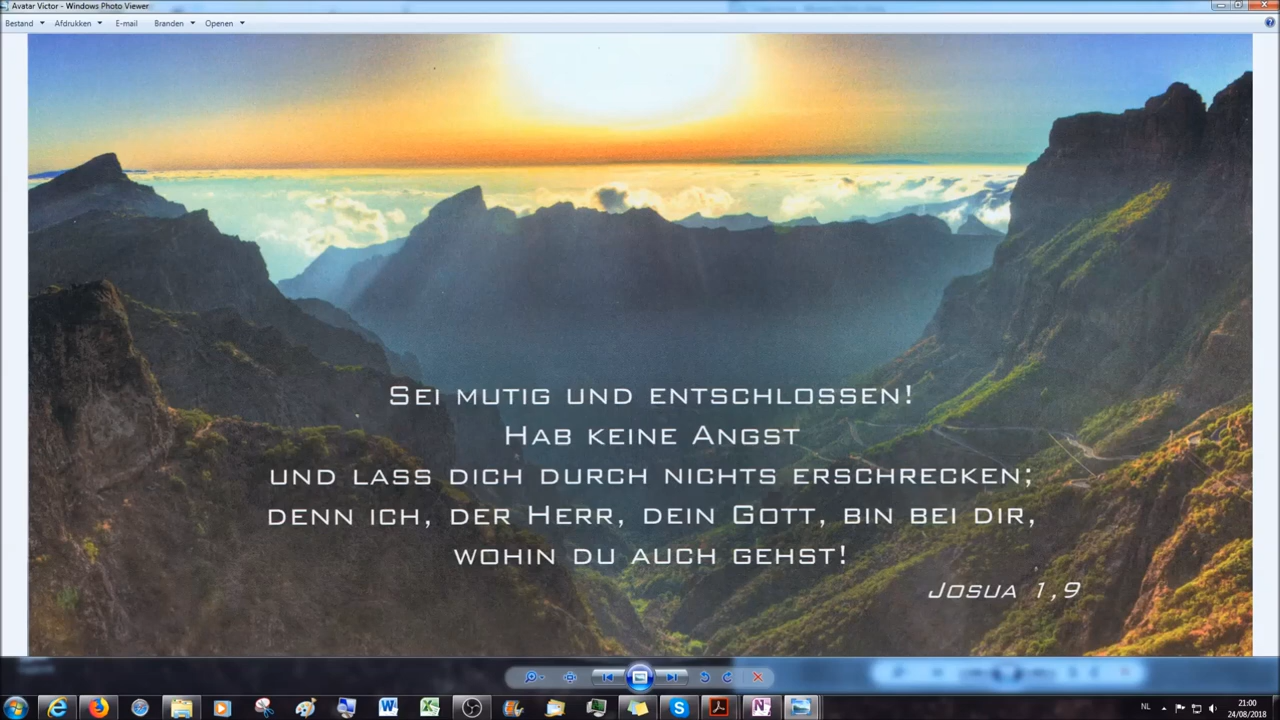 Avatar Victor - Windows Photo Viewer
Bestand Afdrukken E-mail Branden Openen
Sei mutig und entschlossen!
Hab keine Angst
und lass dich durch nichts erschrecken;
denn ich, der Herr, dein Gott, bin bei dir,
wohin du auch gehst!
Josua 1,9
NL
21:00
24/08/2018